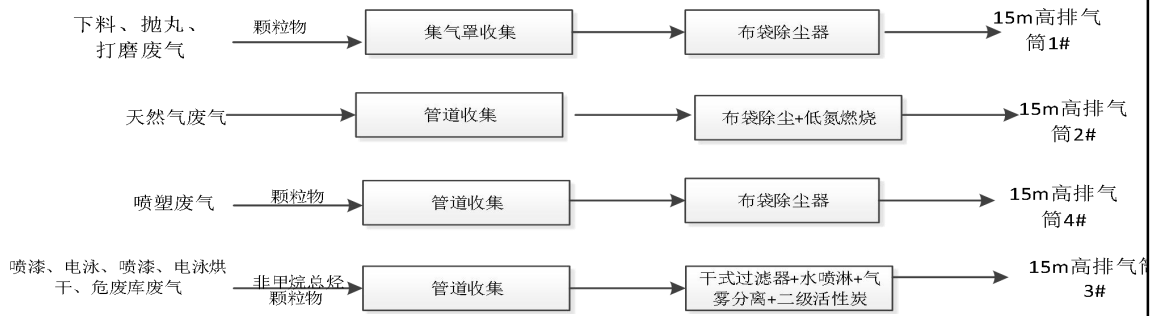 下料、抛丸、
打磨废气
颗粒物
集气罩收集
布袋除尘器
15m高排气
筒1#
天然气废气
管道收集
布袋除尘+低氮燃烧
15m高排气
筒2#
喷塑废气
颗粒物
管道收集
布袋除尘器
15m高排气
筒4#
喷漆、电泳、喷漆、电泳烘
干、危废库废气
非甲烷总烃
颗粒物
管道收集
干式过滤器+水喷淋+气
雾分离+二级活性炭
15m高排气筒
3#